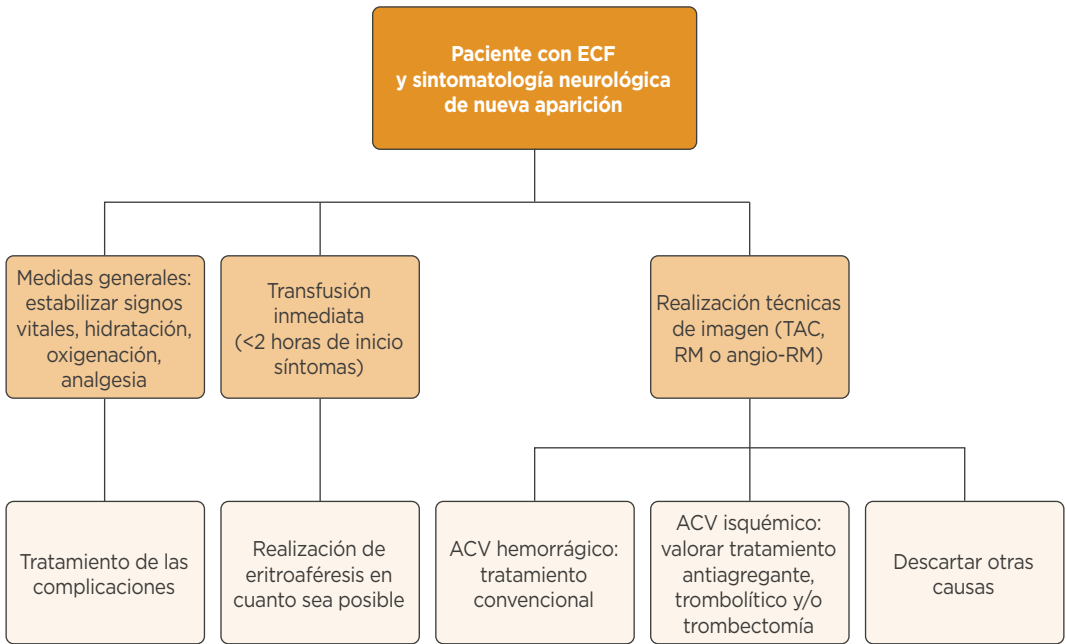 Paciente con ECF
y sintomatología neurológica
de nueva aparición
Medidas generales:
estabilizar signos
vitales, hidratación,
oxigenación,
analgesia
Transfusión
inmediata
(<2 horas de inicio
síntomas)
Realización técnicas
de imagen (TAC,
RM o angio-RM)
Tratamiento de las
complicaciones
Realización de
eritroaféresis en
cuanto sea posible
ACV hemorrágico:
tratamiento
convencional
ACV isquémico:
valorar tratamiento
antiagregante,
trombolítico y/o
trombectomía
Descartar otras
causas